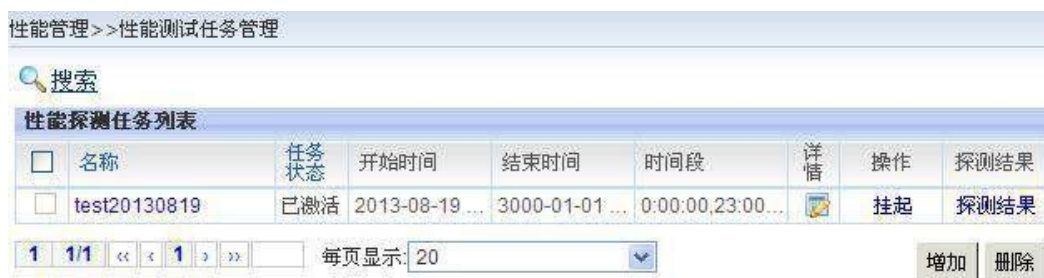 性能管理>>性能测试任务管理
搜索
性能探测任务列表
名称 任务状态 开始时间 结束时间 时间段 详情 操作 探测结果
test20130819 已激活 2013-08-19 ... 3000-01-01 ... 0:00:00,23:00... 挂起 探测结果
1 1/1 << < 1 > >> 每页显示: 20 增加 删除